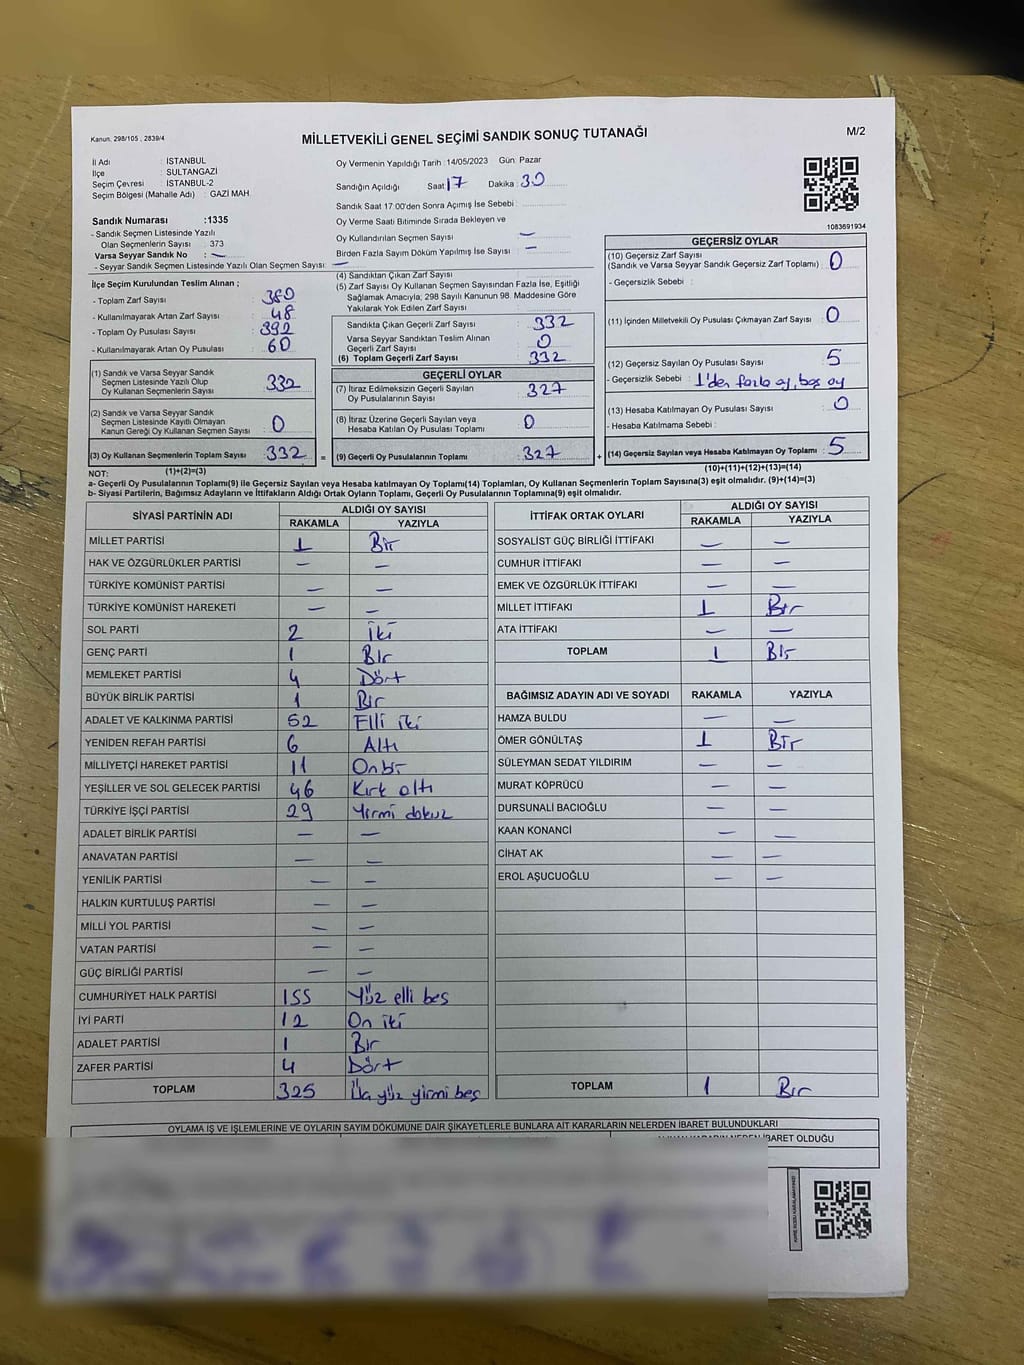 Kanun. 298/105 , 2839/4
MİLLETVEKİLİ GENEL SEÇİMİ SANDIK SONUÇ TUTANAĞI
M/2
İl Adı : İSTANBUL
İlçe : SULTANGAZİ
Seçim Çevresi : İSTANBUL-2
Seçim Bölgesi (Mahalle Adı) : GAZİ MAH.
Sandık Numarası :1335
- Sandık Seçmen Listesinde Yazılı
Olan Seçmenlerin Sayısı : 373
Varsa Seyyar Sandık No : —
- Seyyar Sandık Seçmen Listesinde Yazılı Olan Seçmen Sayısı: —
Oy Vermenin Yapıldığı Tarih :14/05/2023 Gün: Pazar
Sandığın Açıldığı Saat 17 Dakika : 30
Sandık Saat 17:00'den Sonra Açımış İse Sebebi :
Oy Verme Saati Bitiminde Sırada Bekleyen ve
Oy Kullandırılan Seçmen Sayısı : —
Birden Fazla Sayım Döküm Yapılmış İse Sayısı : —
1083691934
İlçe Seçim Kurulundan Teslim Alınan ;
- Toplam Zarf Sayısı : 380
- Kullanılmayarak Artan Zarf Sayısı : 48
- Toplam Oy Pusulası Sayısı : 392
- Kullanılmayarak Artan Oy Pusulası : 60
(1) Sandık ve Varsa Seyyar Sandık
Seçmen Listesinde Yazılı Olup
Oy Kullanan Seçmenlerin Sayısı : 332
(2) Sandık ve Varsa Seyyar Sandık
Seçmen Listesinde Kayıtlı Olmayan
Kanun Gereği Oy Kullanan Seçmen Sayısı : 0
(3) Oy Kullanan Seçmenlerin Toplam Sayısı : 332 =
(1)+(2)=(3)
(4) Sandıktan Çıkan Zarf Sayısı :
(5) Zarf Sayısı Oy Kullanan Seçmen Sayısından Fazla İse, Eşitliği
Sağlamak Amacıyla; 298 Sayılı Kanunun 98. Maddesine Göre
Yakılarak Yok Edilen Zarf Sayısı :
Sandıkta Çıkan Geçerli Zarf Sayısı : 332
Varsa Seyyar Sandıktan Teslim Alınan
Geçerli Zarf Sayısı : 0
(6) Toplam Geçerli Zarf Sayısı : 332
GEÇERLİ OYLAR
(7) İtiraz Edilmeksizin Geçerli Sayılan
Oy Pusulalarının Sayısı : 327
(8) İtiraz Üzerine Geçerli Sayılan veya
Hesaba Katılan Oy Pusulası Toplamı : 0
(9) Geçerli Oy Pusulalarının Toplamı : 327 +
GEÇERSİZ OYLAR
(10) Geçersiz Zarf Sayısı
(Sandık ve Varsa Seyyar Sandık Geçersiz Zarf Toplamı) : 0
- Geçersizlik Sebebi :
(11) İçinden Milletvekili Oy Pusulası Çıkmayan Zarf Sayısı : 0
(12) Geçersiz Sayılan Oy Pusulası Sayısı : 5
- Geçersizlik Sebebi : 1'den fazla oy, boş oy
(13) Hesaba Katılmayan Oy Pusulası Sayısı : 0
- Hesaba Katılmama Sebebi :
(14) Geçersiz Sayılan veya Hesaba Katılmayan Oy Toplamı : 5
(10)+(11)+(12)+(13)=(14)
NOT:
a- Geçerli Oy Pusulalarının Toplamı(9) ile Geçersiz Sayılan veya Hesaba Katılmayan Oy Toplamı(14) Toplamları, Oy Kullanan Seçmenlerin Toplam Sayısına(3) eşit olmalıdır. (9)+(14)=(3)
b- Siyasi Partilerin, Bağımsız Adayların ve İttifakların Aldığı Ortak Oyların Toplamı, Geçerli Oy Pusulalarının Toplamına(9) eşit olmalıdır.
SİYASİ PARTİNİN ADI ALDIĞI OY SAYISI
RAKAMLA YAZIYLA
MİLLET PARTİSİ 1 Bir
HAK VE ÖZGÜRLÜKLER PARTİSİ — —
TÜRKİYE KOMÜNİST PARTİSİ — —
TÜRKİYE KOMÜNİST HAREKETİ — —
SOL PARTİ 2 İki
GENÇ PARTİ 1 Bir
MEMLEKET PARTİSİ 4 Dört
BÜYÜK BİRLİK PARTİSİ 1 Bir
ADALET VE KALKINMA PARTİSİ 52 Elli iki
YENİDEN REFAH PARTİSİ 6 Altı
MİLLİYETÇİ HAREKET PARTİSİ 11 Onbir
YEŞİLLER VE SOL GELECEK PARTİSİ 46 Kırk altı
TÜRKİYE İŞÇİ PARTİSİ 29 Yirmi dokuz
ADALET BİRLİK PARTİSİ — —
ANAVATAN PARTİSİ — —
YENİLİK PARTİSİ — —
HALKIN KURTULUŞ PARTİSİ — —
MİLLİ YOL PARTİSİ — —
VATAN PARTİSİ — —
GÜÇ BİRLİĞİ PARTİSİ — —
CUMHURİYET HALK PARTİSİ 155 Yüz elli beş
İYİ PARTİ 12 On iki
ADALET PARTİSİ 1 Bir
ZAFER PARTİSİ 4 Dört
TOPLAM 325 Üç yüz yirmi beş
İTTİFAK ORTAK OYLARI ALDIĞI OY SAYISI
RAKAMLA YAZIYLA
SOSYALİST GÜÇ BİRLİĞİ İTTİFAKI — —
CUMHUR İTTİFAKI — —
EMEK VE ÖZGÜRLÜK İTTİFAKI — —
MİLLET İTTİFAKI 1 Bir
ATA İTTİFAKI — —
TOPLAM 1 Bir
BAĞIMSIZ ADAYIN ADI VE SOYADI RAKAMLA YAZIYLA
HAMZA BULDU — —
ÖMER GÖNÜLTAŞ 1 Bir
SÜLEYMAN SEDAT YILDIRIM — —
MURAT KÖPRÜCÜ — —
DURSUNALİ BACIOĞLU — —
KAAN KONANCİ — —
CİHAT AK — —
EROL AŞUCUOĞLU — —
TOPLAM 1 Bir
OYLAMA İŞ VE İŞLEMLERİNE VE OYLARIN SAYIM DÖKÜMÜNE DAİR ŞİKAYETLERLE BUNLARA AİT KARARLARIN NELERDEN İBARET BULUNDUKLARI
İBARET OLDUĞU